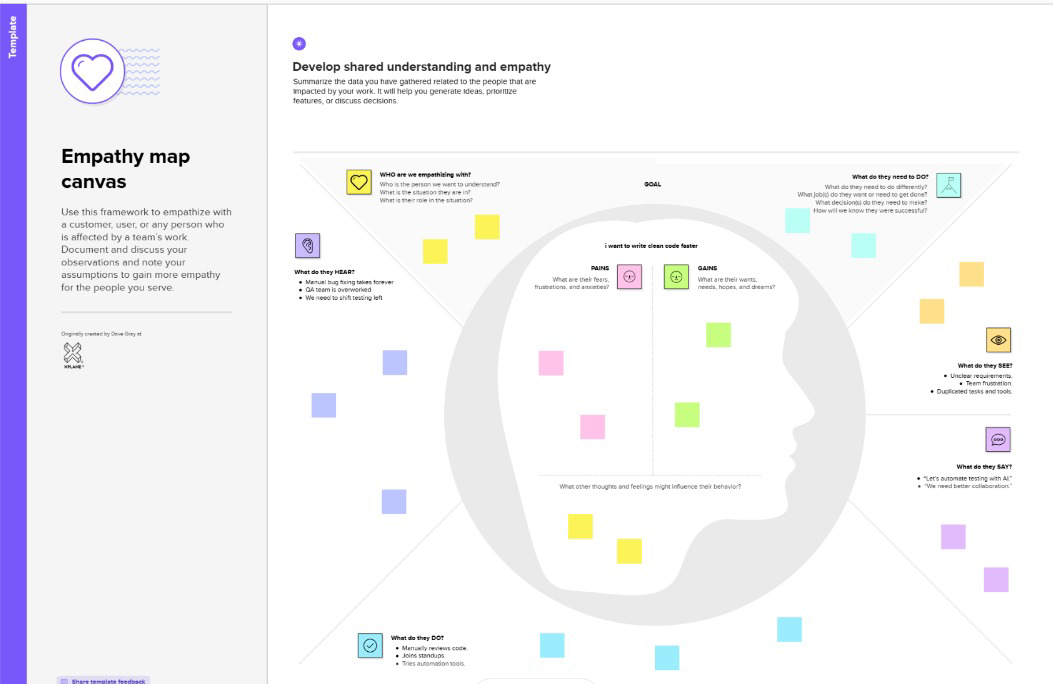 Template
Empathy map
canvas
Use this framework to empathize with
a customer, user, or any person who
is affected by a team's work.
Document and discuss your
observations and note your
assumptions to gain more empathy
for the people you serve.
Originally created by Dave Gray at
XPLANE
Share template feedback
Develop shared understanding and empathy
Summarize the data you have gathered related to the people that are
impacted by your work. It will help you generate ideas, prioritize
features, or discuss decisions.
WHO are we empathizing with?
Who is the person we want to understand?
What is the situation they are in?
What is their role in the situation?
GOAL
What do they need to DO?
What do they need to do differently?
What job(s) do they want or need to get done?
What decision(s) do they need to make?
How will we know they were successful?
What do they HEAR?
• Manual bug fixing takes forever
• QA team is overworked
• We need to shift testing left
i want to write clean code faster
PAINS
What are their fears,
frustrations, and anxieties?
GAINS
What are their wants,
needs, hopes, and dreams?
What do they SEE?
• Unclear requirements.
• Team frustration.
• Duplicated tasks and tools.
What do they SAY?
• "Let's automate testing with AI."
• "We need better collaboration."
What other thoughts and feelings might influence their behavior?
What do they DO?
• Manually reviews code.
• Joins standups.
• Tries automation tools.